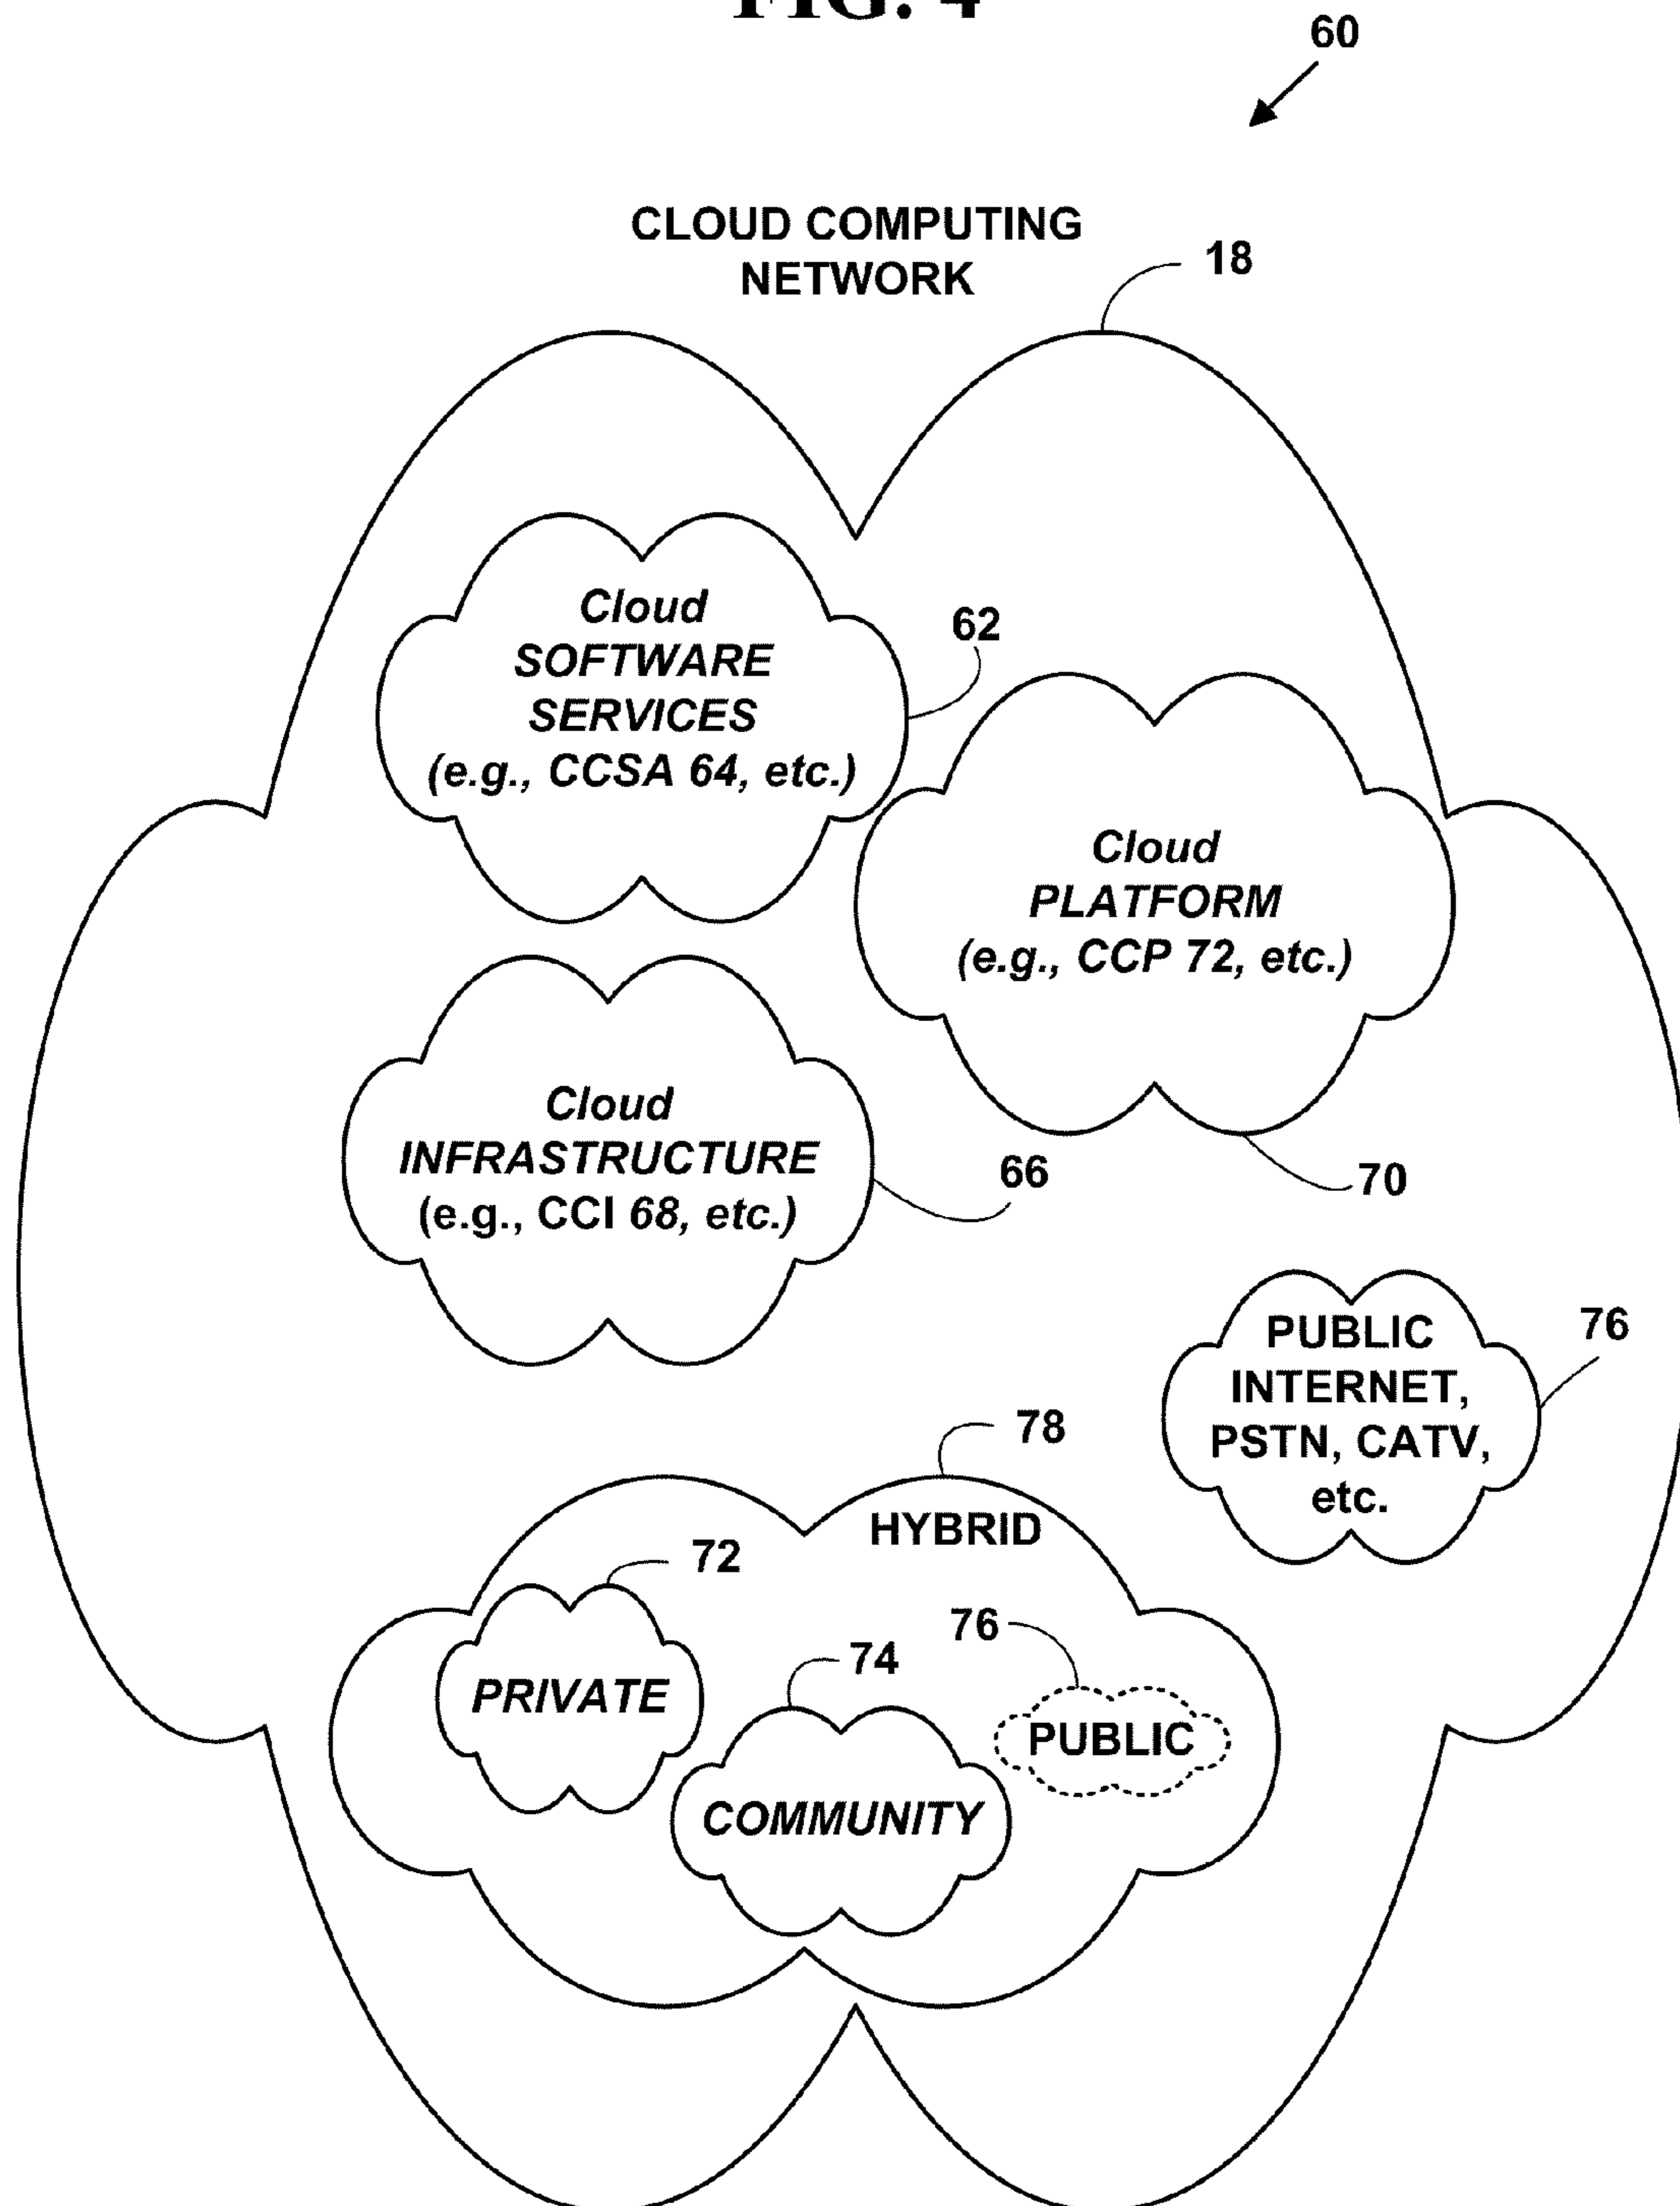 FIG. 4
60
CLOUD COMPUTING
NETWORK
18
Cloud
SOFTWARE
SERVICES
(e.g., CCSA 64, etc.)
62
Cloud
PLATFORM
(e.g., CCP 72, etc.)
70
Cloud
INFRASTRUCTURE
(e.g., CCI 68, etc.)
66
PUBLIC
INTERNET,
PSTN, CATV,
etc.
76
78
HYBRID
72
PRIVATE
74
COMMUNITY
76
PUBLIC